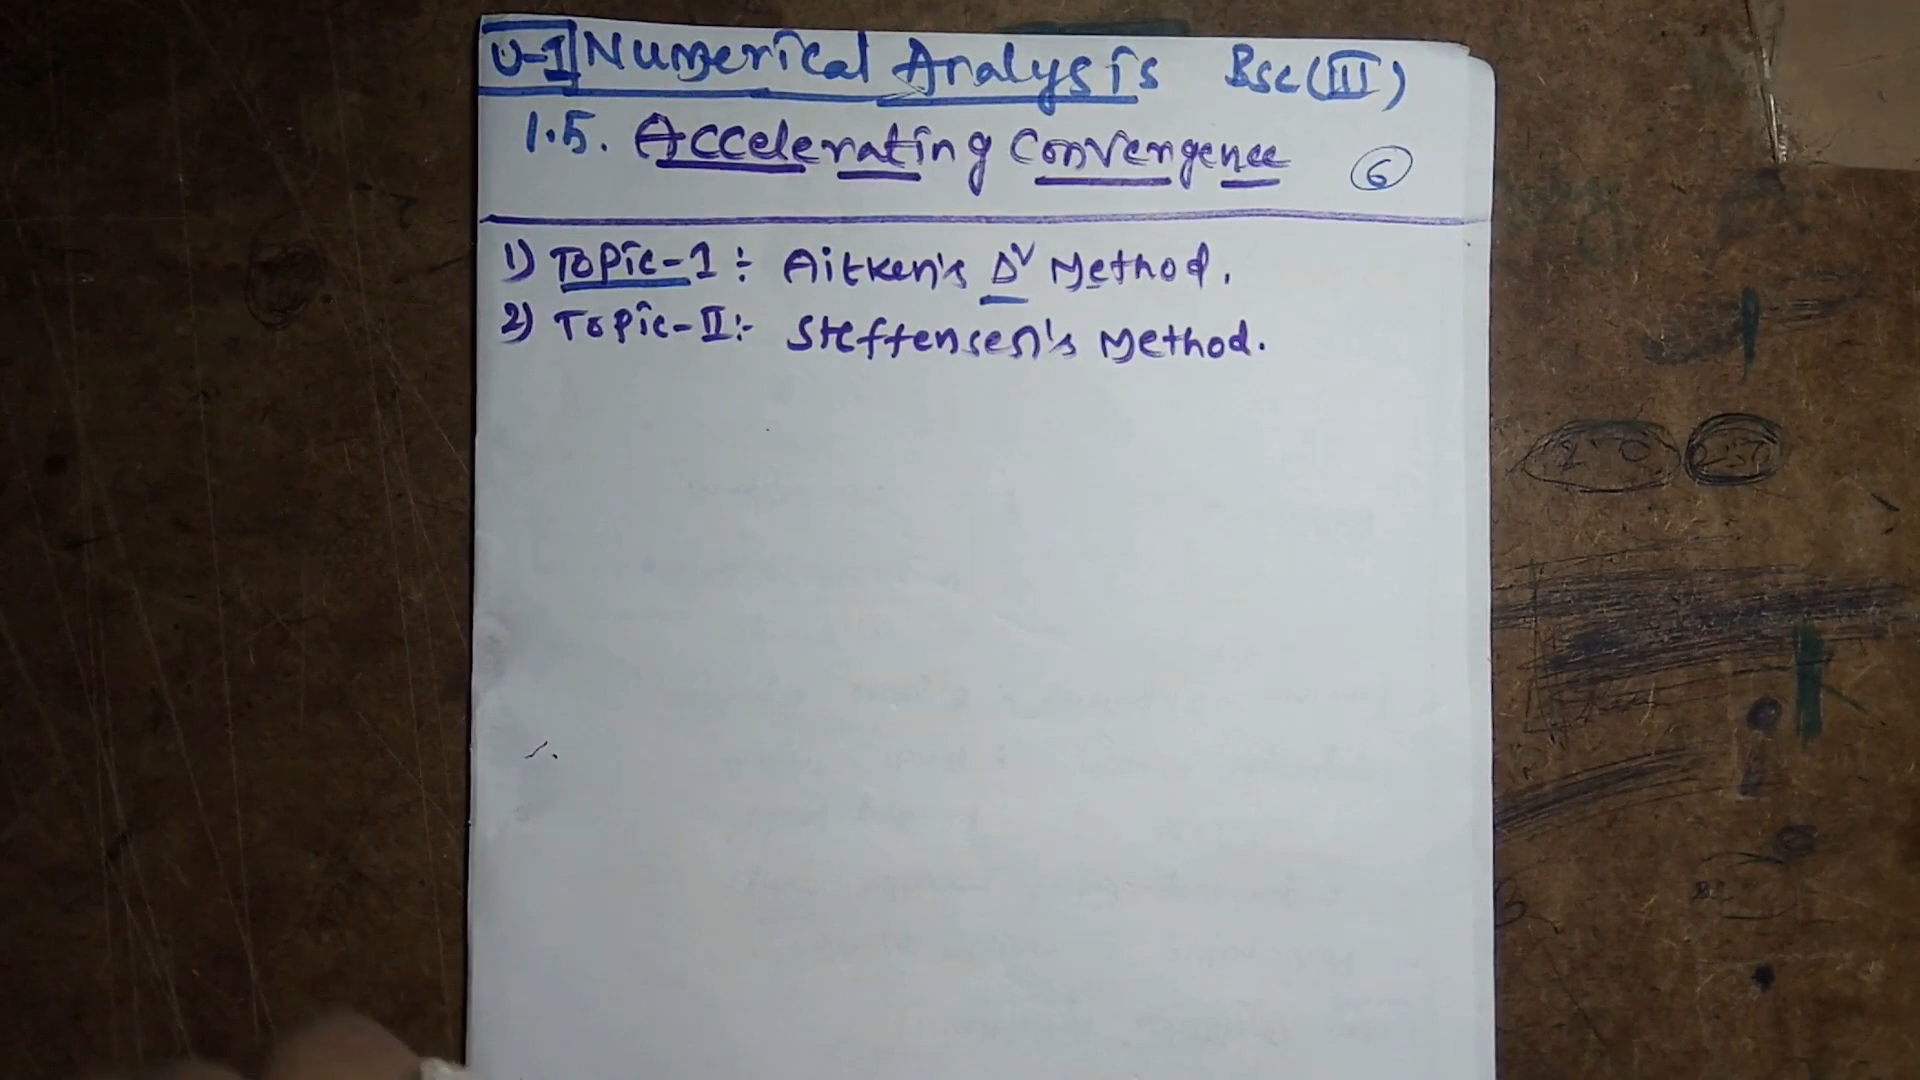 U-I Numerical Analysis Bsc (III)
1.5. Accelerating Convergence 6
1) Topic-1 :- Aitken's Δ² Method.
2) Topic-II:- Steffensen's Method.